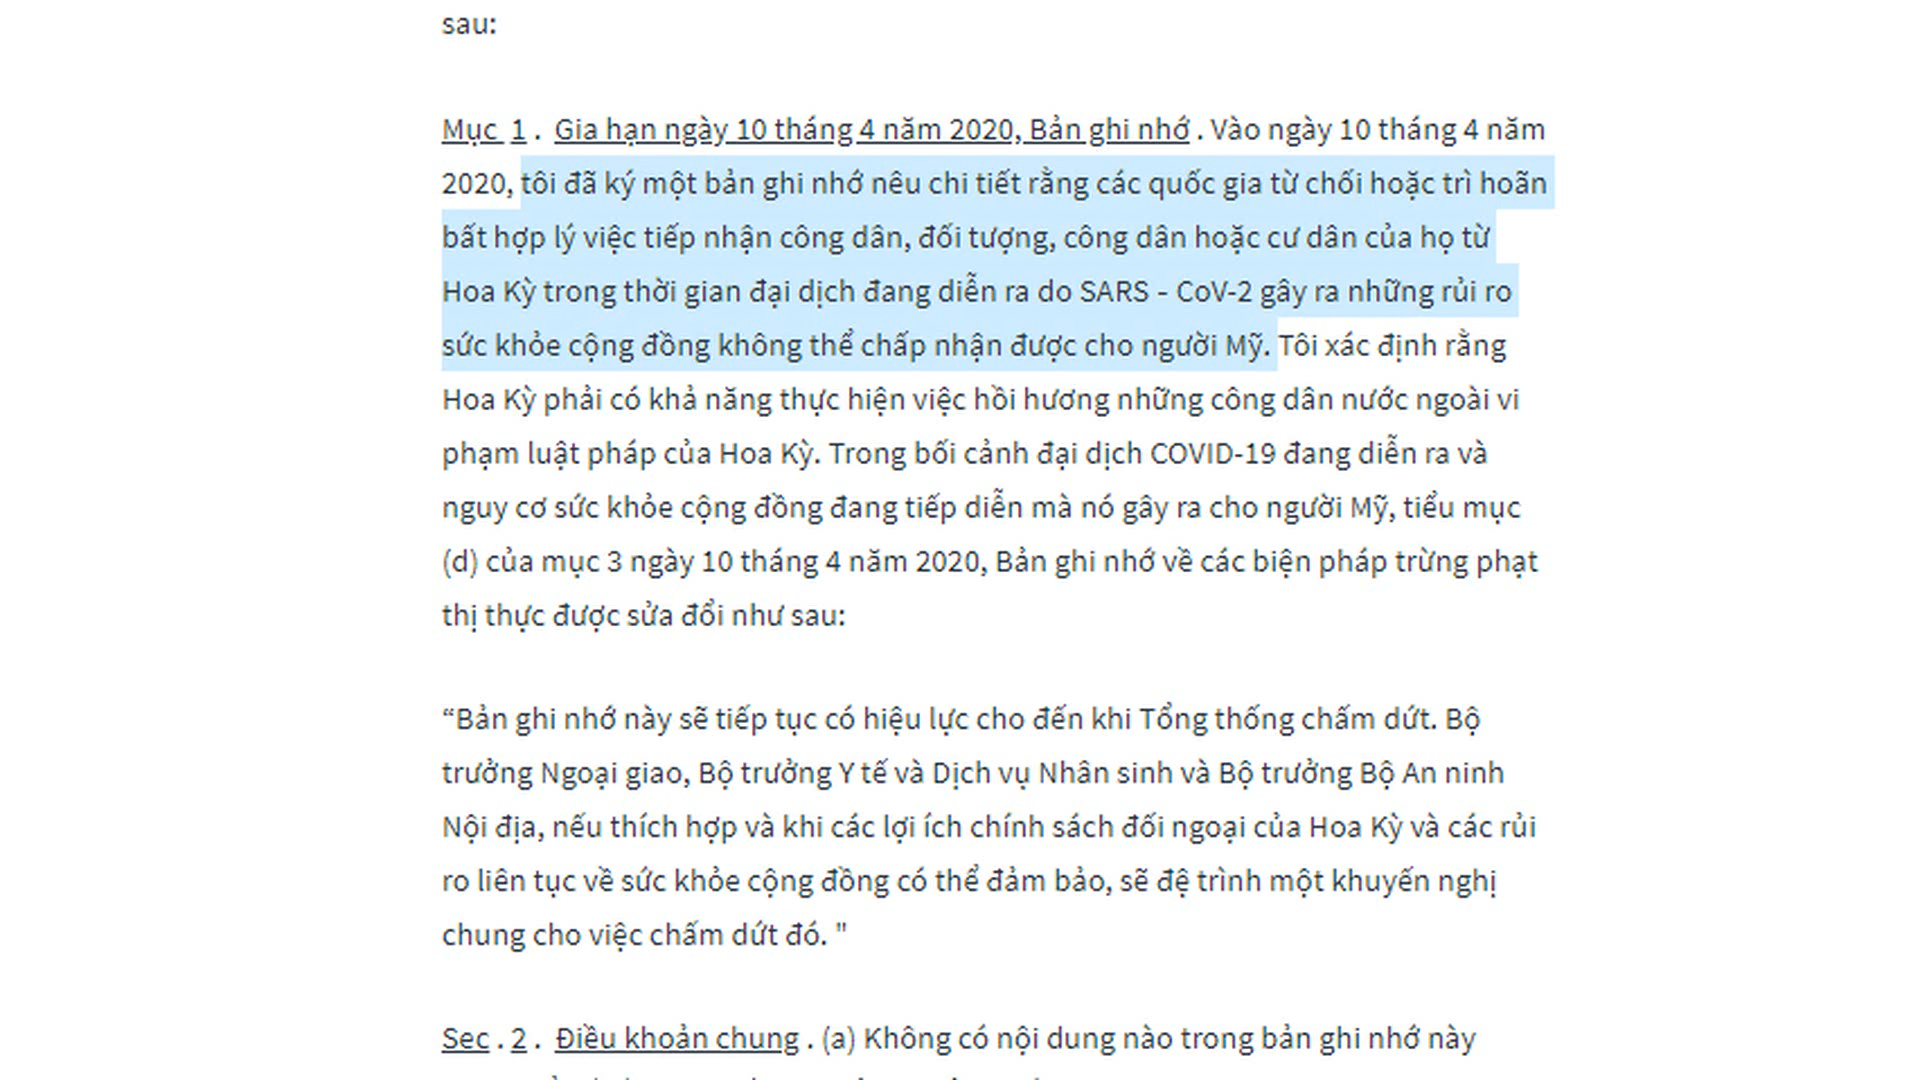 sau:
Mục 1 . Gia hạn ngày 10 tháng 4 năm 2020, Bản ghi nhớ . Vào ngày 10 tháng 4 năm
2020, tôi đã ký một bản ghi nhớ nêu chi tiết rằng các quốc gia từ chối hoặc trì hoãn
bất hợp lý việc tiếp nhận công dân, đối tượng, công dân hoặc cư dân của họ từ
Hoa Kỳ trong thời gian đại dịch đang diễn ra do SARS - CoV-2 gây ra những rủi ro
sức khỏe cộng đồng không thể chấp nhận được cho người Mỹ. Tôi xác định rằng
Hoa Kỳ phải có khả năng thực hiện việc hồi hương những công dân nước ngoài vi
phạm luật pháp của Hoa Kỳ. Trong bối cảnh đại dịch COVID-19 đang diễn ra và
nguy cơ sức khỏe cộng đồng đang tiếp diễn mà nó gây ra cho người Mỹ, tiểu mục
(d) của mục 3 ngày 10 tháng 4 năm 2020, Bản ghi nhớ về các biện pháp trừng phạt
thị thực được sửa đổi như sau:
“Bản ghi nhớ này sẽ tiếp tục có hiệu lực cho đến khi Tổng thống chấm dứt. Bộ
trưởng Ngoại giao, Bộ trưởng Y tế và Dịch vụ Nhân sinh và Bộ trưởng Bộ An ninh
Nội địa, nếu thích hợp và khi các lợi ích chính sách đối ngoại của Hoa Kỳ và các rủi
ro liên tục về sức khỏe cộng đồng có thể đảm bảo, sẽ đệ trình một khuyến nghị
chung cho việc chấm dứt đó. "
Sec . 2 . Điều khoản chung . (a) Không có nội dung nào trong bản ghi nhớ này